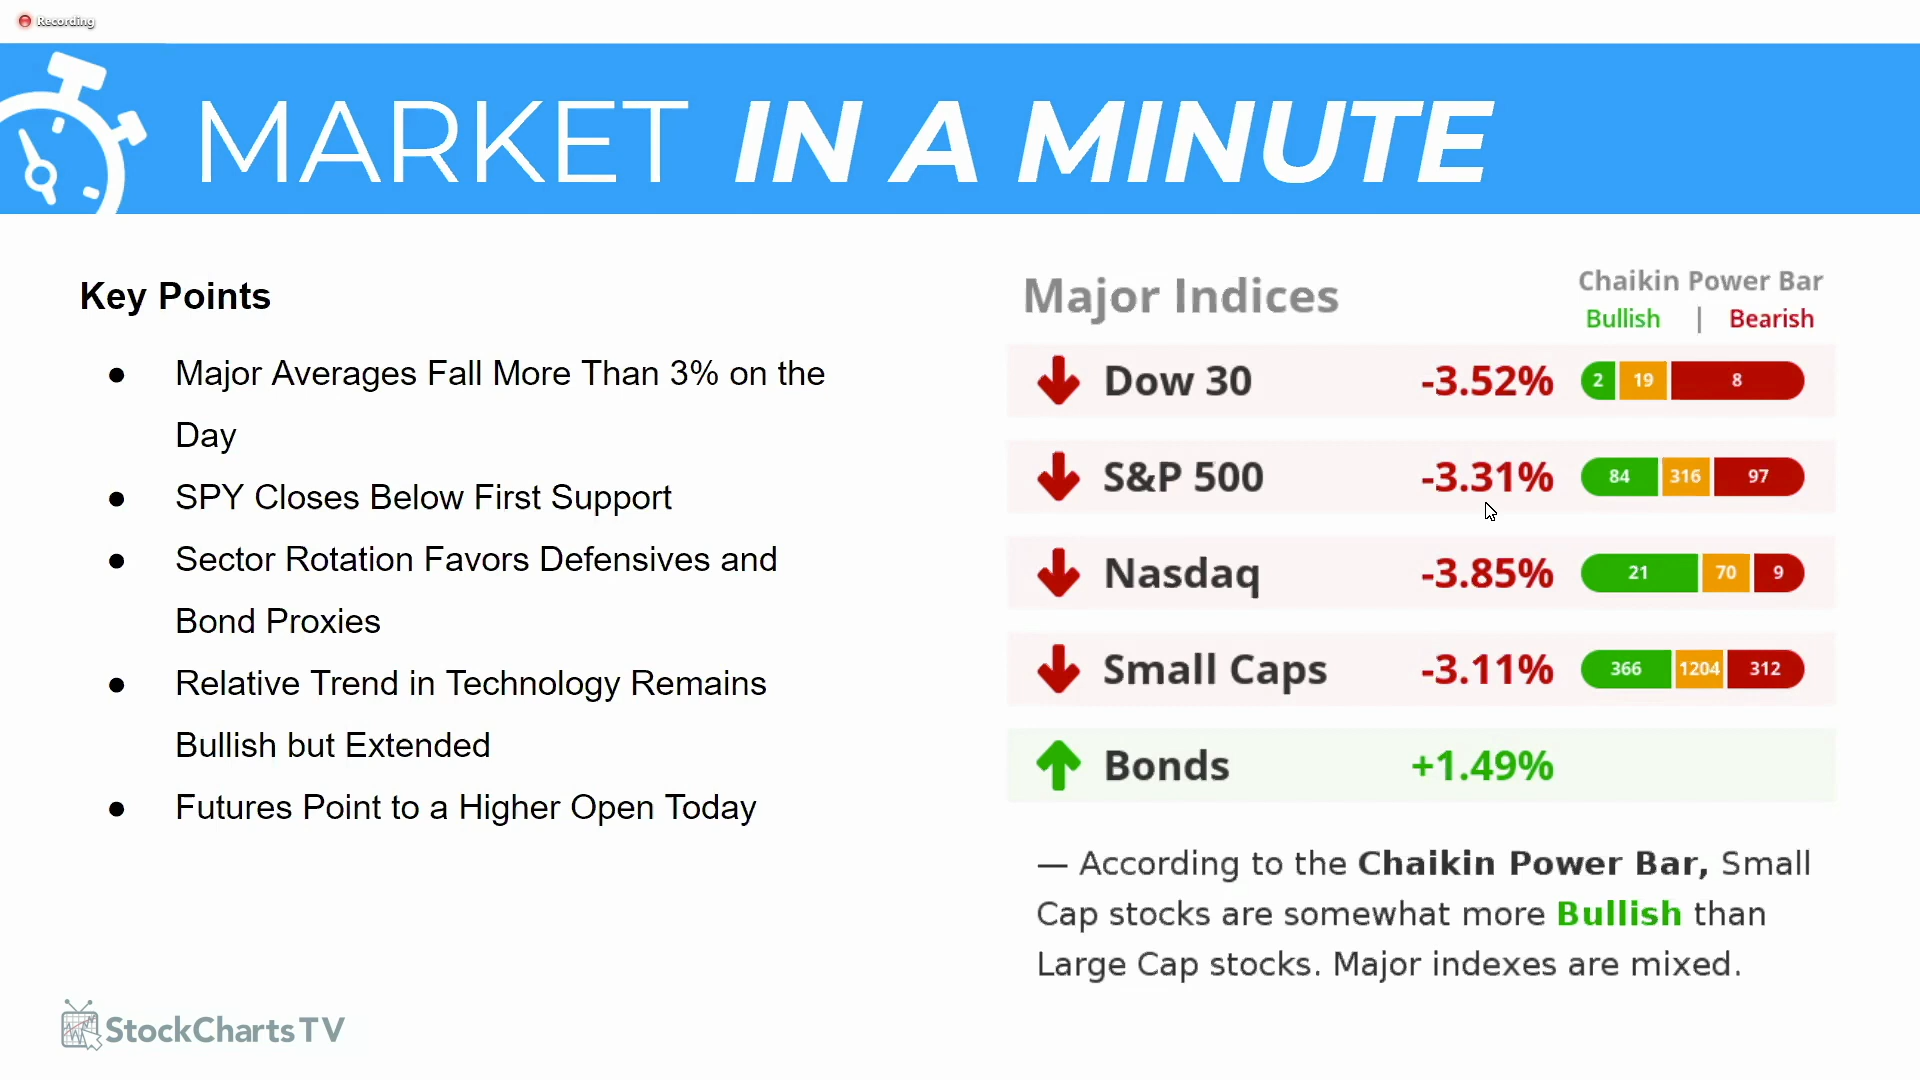 Recording
MARKET IN A MINUTE
Key Points
● Major Averages Fall More Than 3% on the
Day
● SPY Closes Below First Support
● Sector Rotation Favors Defensives and
Bond Proxies
● Relative Trend in Technology Remains
Bullish but Extended
● Futures Point to a Higher Open Today
Major Indices
Chaikin Power Bar
Bullish | Bearish
Dow 30 -3.52% 2 19 8
S&P 500 -3.31% 84 316 97
Nasdaq -3.85% 21 70 9
Small Caps -3.11% 366 1204 312
Bonds +1.49%
— According to the Chaikin Power Bar, Small
Cap stocks are somewhat more Bullish than
Large Cap stocks. Major indexes are mixed.
StockCharts TV